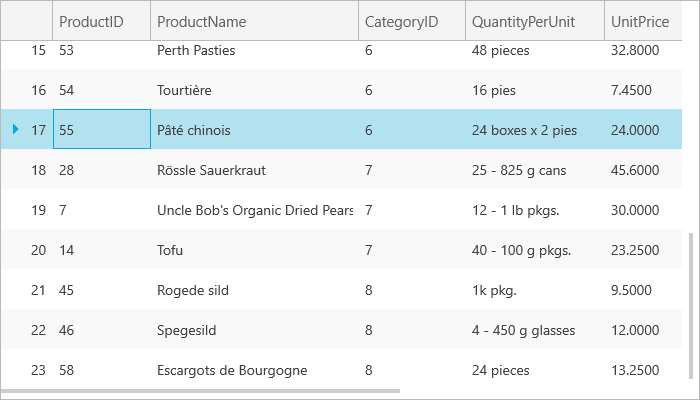 ProductID ProductName CategoryID QuantityPerUnit UnitPrice
15 53 Perth Pasties 6 48 pieces 32.8000
16 54 Tourtière 6 16 pies 7.4500
17 55 Pâté chinois 6 24 boxes x 2 pies 24.0000
18 28 Rössle Sauerkraut 7 25 - 825 g cans 45.6000
19 7 Uncle Bob's Organic Dried Pears 7 12 - 1 lb pkgs. 30.0000
20 14 Tofu 7 40 - 100 g pkgs. 23.2500
21 45 Rogede sild 8 1k pkg. 9.5000
22 46 Spegesild 8 4 - 450 g glasses 12.0000
23 58 Escargots de Bourgogne 8 24 pieces 13.2500